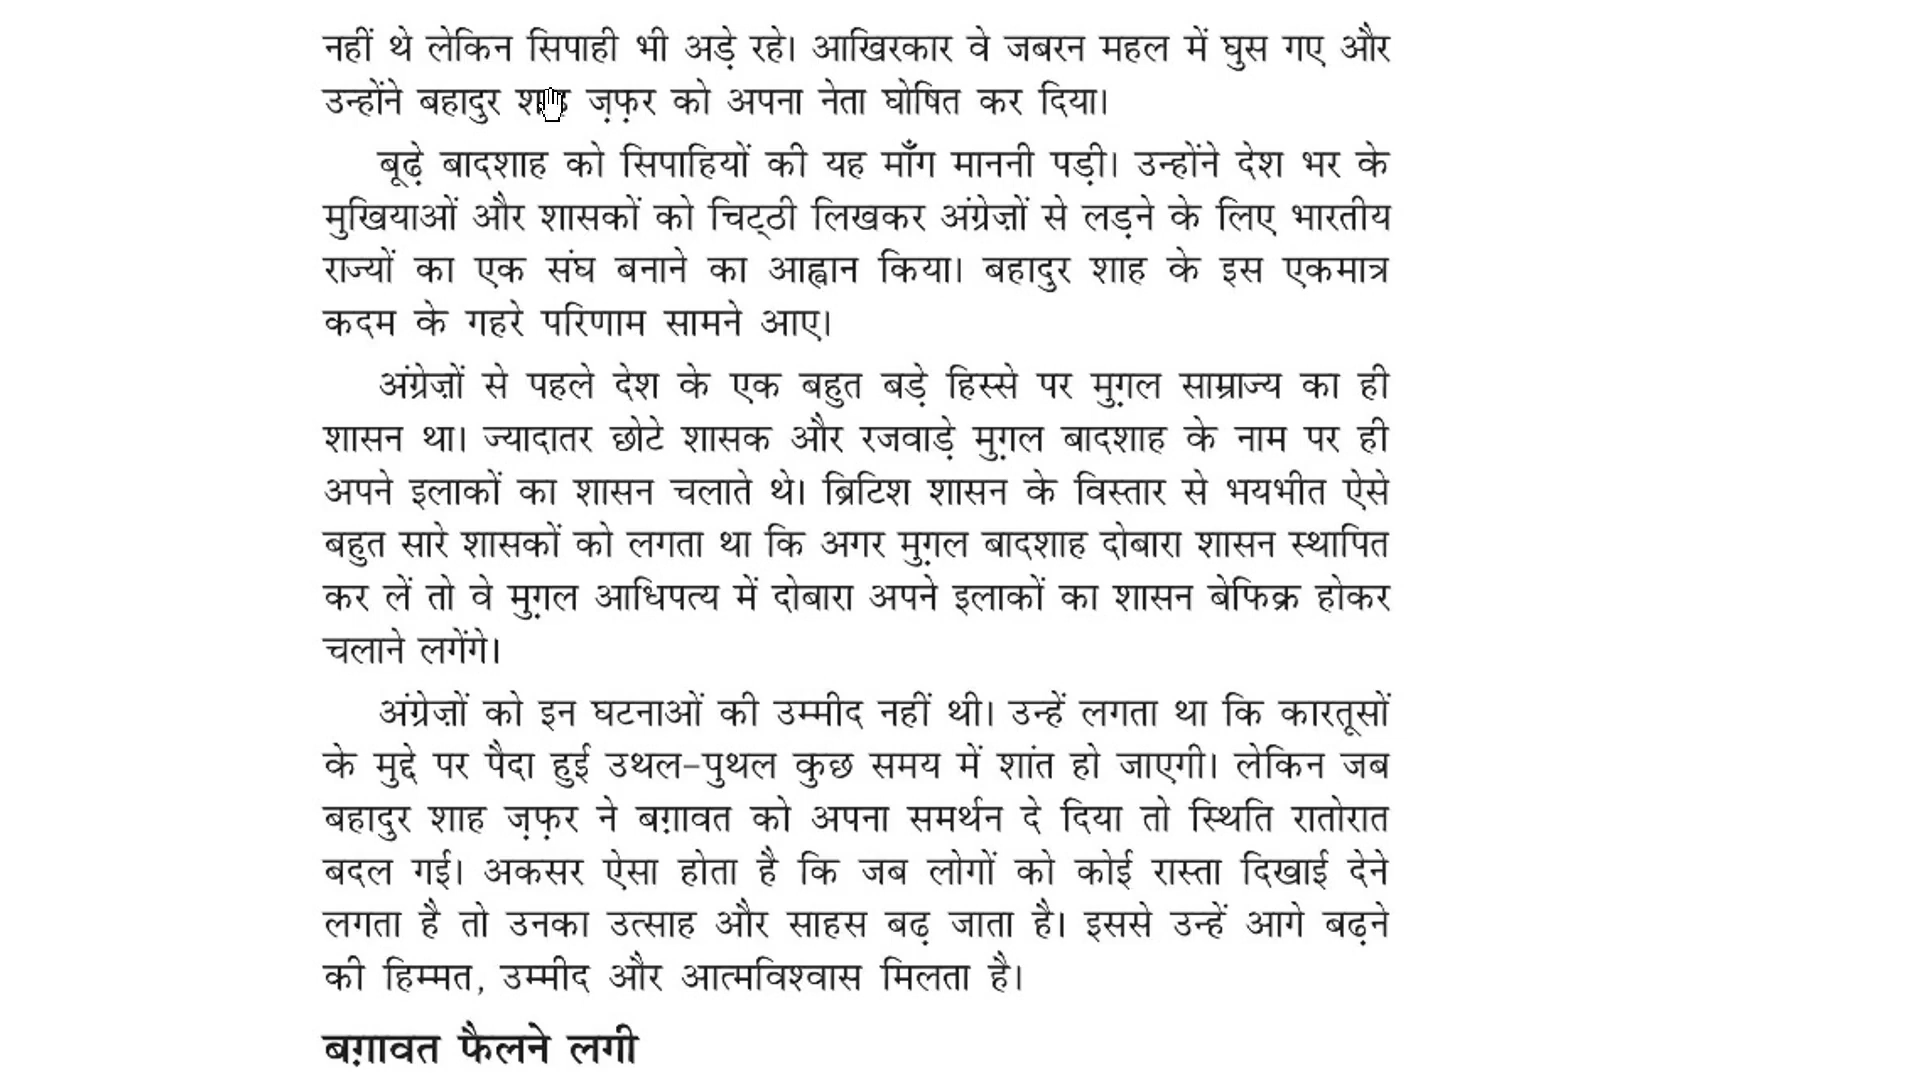 नहीं थे लेकिन सिपाही भी अड़े रहे। आखिरकार वे जबरन महल में घुस गए और
उन्होंने बहादुर शाह ज़फ़र को अपना नेता घोषित कर दिया।
बूढ़े बादशाह को सिपाहियों की यह माँग माननी पड़ी। उन्होंने देश भर के
मुखियाओं और शासकों को चिट्ठी लिखकर अंग्रेज़ों से लड़ने के लिए भारतीय
राज्यों का एक संघ बनाने का आह्वान किया। बहादुर शाह के इस एकमात्र
कदम के गहरे परिणाम सामने आए।
अंग्रेज़ों से पहले देश के एक बहुत बड़े हिस्से पर मुग़ल साम्राज्य का ही
शासन था। ज्यादातर छोटे शासक और रजवाड़े मुग़ल बादशाह के नाम पर ही
अपने इलाकों का शासन चलाते थे। ब्रिटिश शासन के विस्तार से भयभीत ऐसे
बहुत सारे शासकों को लगता था कि अगर मुग़ल बादशाह दोबारा शासन स्थापित
कर लें तो वे मुग़ल आधिपत्य में दोबारा अपने इलाकों का शासन बेफिक्र होकर
चलाने लगेंगे।
अंग्रेज़ों को इन घटनाओं की उम्मीद नहीं थी। उन्हें लगता था कि कारतूसों
के मुद्दे पर पैदा हुई उथल-पुथल कुछ समय में शांत हो जाएगी। लेकिन जब
बहादुर शाह ज़फ़र ने बग़ावत को अपना समर्थन दे दिया तो स्थिति रातोरात
बदल गई। अकसर ऐसा होता है कि जब लोगों को कोई रास्ता दिखाई देने
लगता है तो उनका उत्साह और साहस बढ़ जाता है। इससे उन्हें आगे बढ़ने
की हिम्मत, उम्मीद और आत्मविश्वास मिलता है।
बग़ावत फैलने लगी